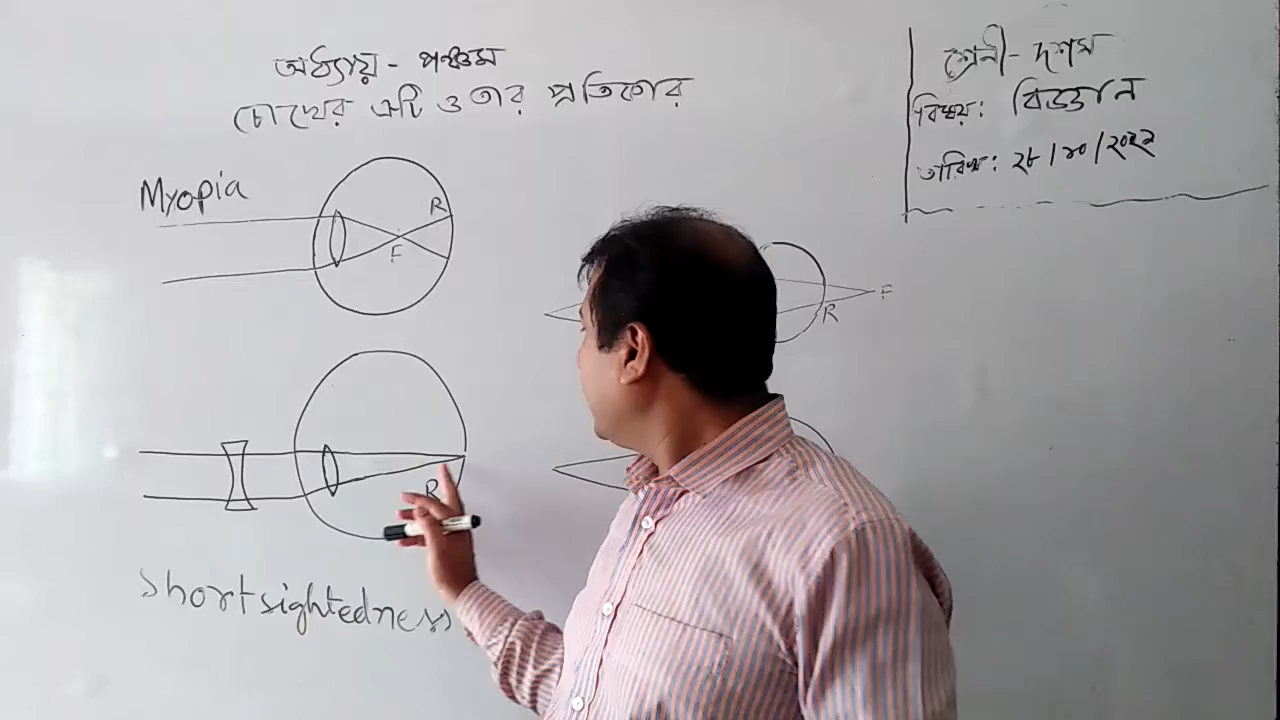 অধ্যায় - পঞ্চম
চোখের ত্রুটি ও তার প্রতিকার
শ্রেনী - দশম
বিষয়: বিজ্ঞান
তারিখ: ২৮/১০/২০২২
Myopia
R
F
F
R
R
Shortsightedness